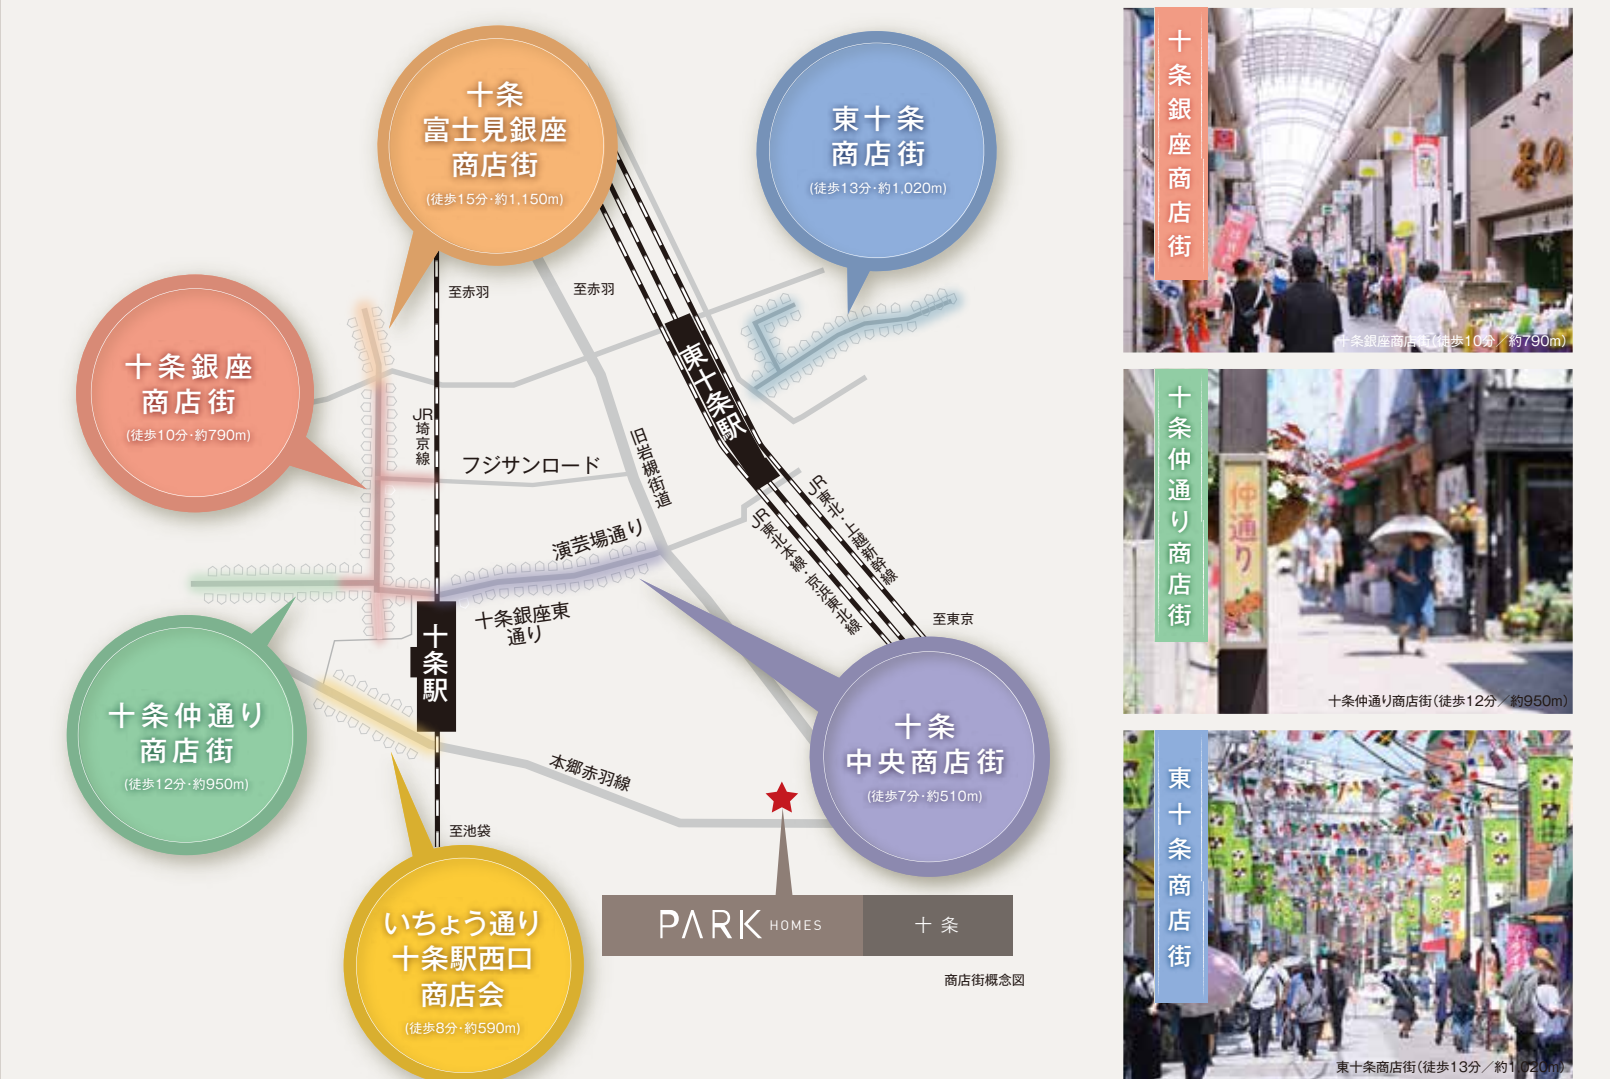 十条
富士見銀座
商店街
(徒歩15分・約1,150m)
東十条
商店街
(徒歩13分・約1,020m)
十条銀座
商店街
(徒歩10分・約790m)
至赤羽
至赤羽
東十条駅
JR埼京線
フジサンロード
旧岩槻街道
演芸場通り
JR東北本線・京浜東北線
JR東北・上越新幹線
十条銀座東
通り
至東京
十条駅
十条仲通り
商店街
(徒歩12分・約950m)
十条
中央商店街
(徒歩7分・約510m)
本郷赤羽線
至池袋
いちょう通り
十条駅西口
商店会
(徒歩8分・約590m)
PARK HOMES 十条
商店街概念図
十条銀座商店街
十条銀座商店街(徒歩10分／約790m)
十条仲通り商店街
仲通り
十条仲通り商店街(徒歩12分／約950m)
東十条商店街
東十条商店街(徒歩13分／約1,020m)